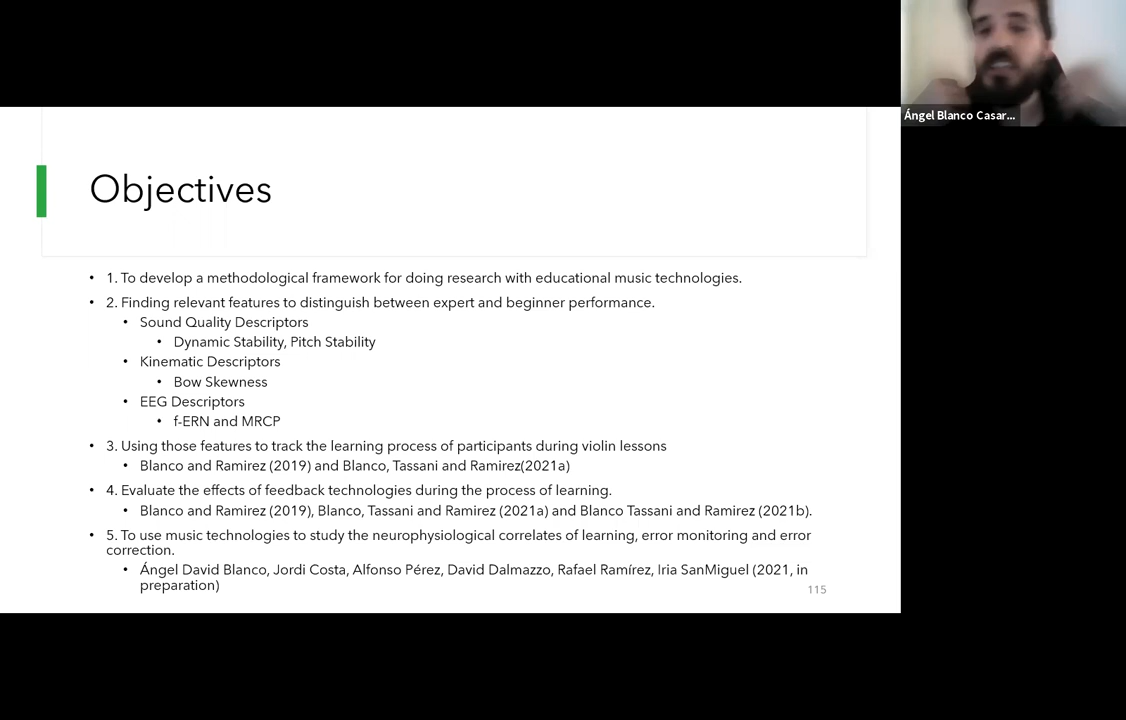 Ángel Blanco Casar...
Objectives
• 1. To develop a methodological framework for doing research with educational music technologies.
• 2. Finding relevant features to distinguish between expert and beginner performance.
• Sound Quality Descriptors
• Dynamic Stability, Pitch Stability
• Kinematic Descriptors
• Bow Skewness
• EEG Descriptors
• f-ERN and MRCP
• 3. Using those features to track the learning process of participants during violin lessons
• Blanco and Ramirez (2019) and Blanco, Tassani and Ramirez(2021a)
• 4. Evaluate the effects of feedback technologies during the process of learning.
• Blanco and Ramirez (2019), Blanco, Tassani and Ramirez (2021a) and Blanco Tassani and Ramirez (2021b).
• 5. To use music technologies to study the neurophysiological correlates of learning, error monitoring and error
correction.
• Ángel David Blanco, Jordi Costa, Alfonso Pérez, David Dalmazzo, Rafael Ramírez, Iria SanMiguel (2021, in
preparation)
115